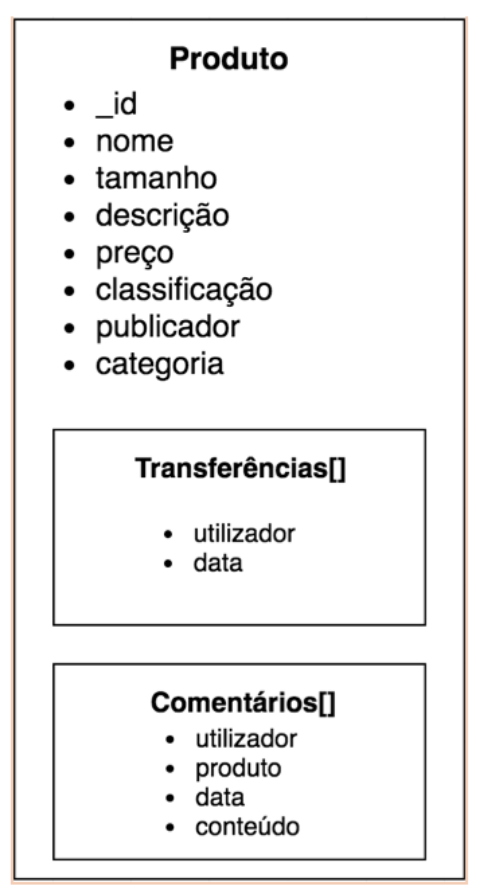 Produto
• _id
• nome
• tamanho
• descrição
• preço
• classificação
• publicador
• categoria
Transferências[]
• utilizador
• data
Comentários[]
• utilizador
• produto
• data
• conteúdo